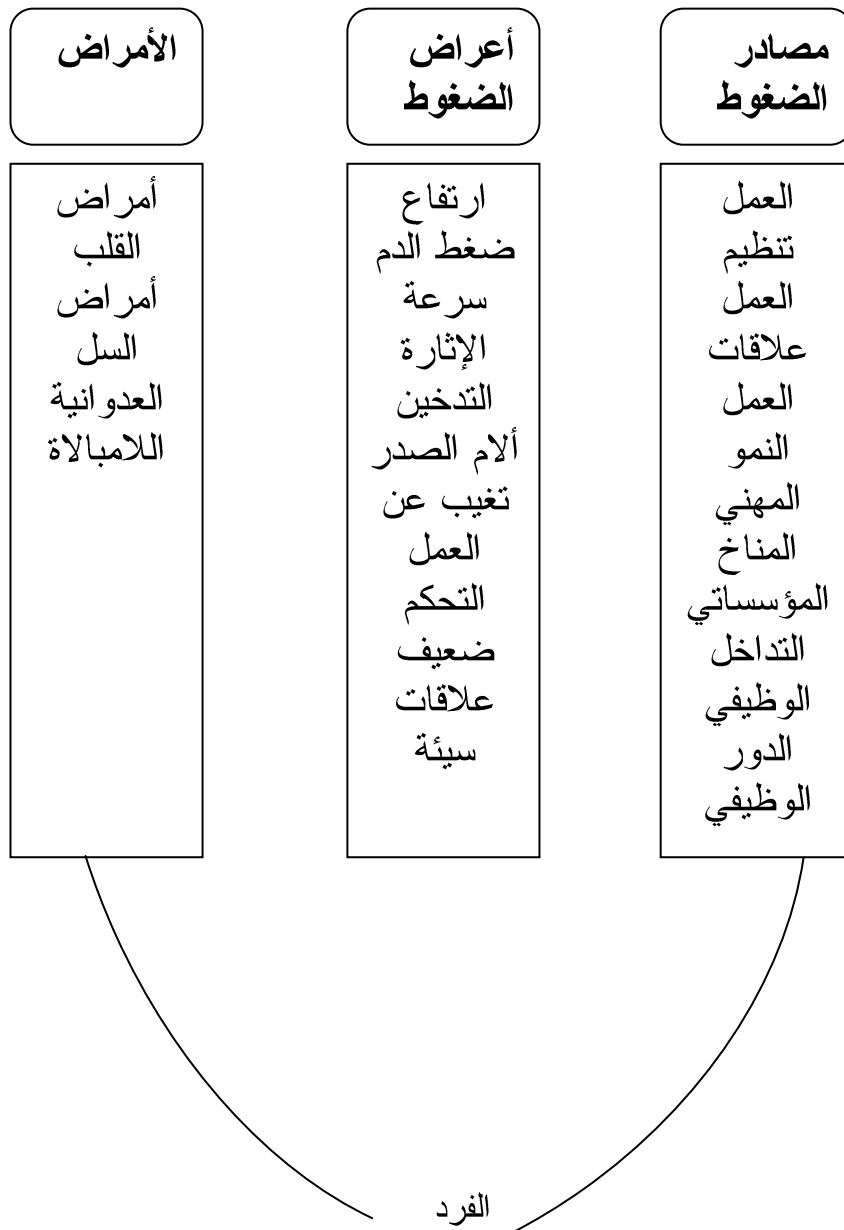 مصادر
الضغوط
العمل
تنظيم
العمل
علاقات
العمل
النمو
المهني
المناخ
المؤسساتي
التداخل
الوظيفي
الدور
الوظيفي
أعراض
الضغوط
ارتفاع
ضغط الدم
سرعة
الإثارة
التدخين
ألام الصدر
تغيب عن
العمل
التحكم
ضعيف
علاقات
سيئة
الأمراض
أمراض
القلب
أمراض
السل
العدوانية
اللامبالاة
الفرد